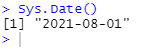 > Sys.Date()
[1] "2021-08-01"
>